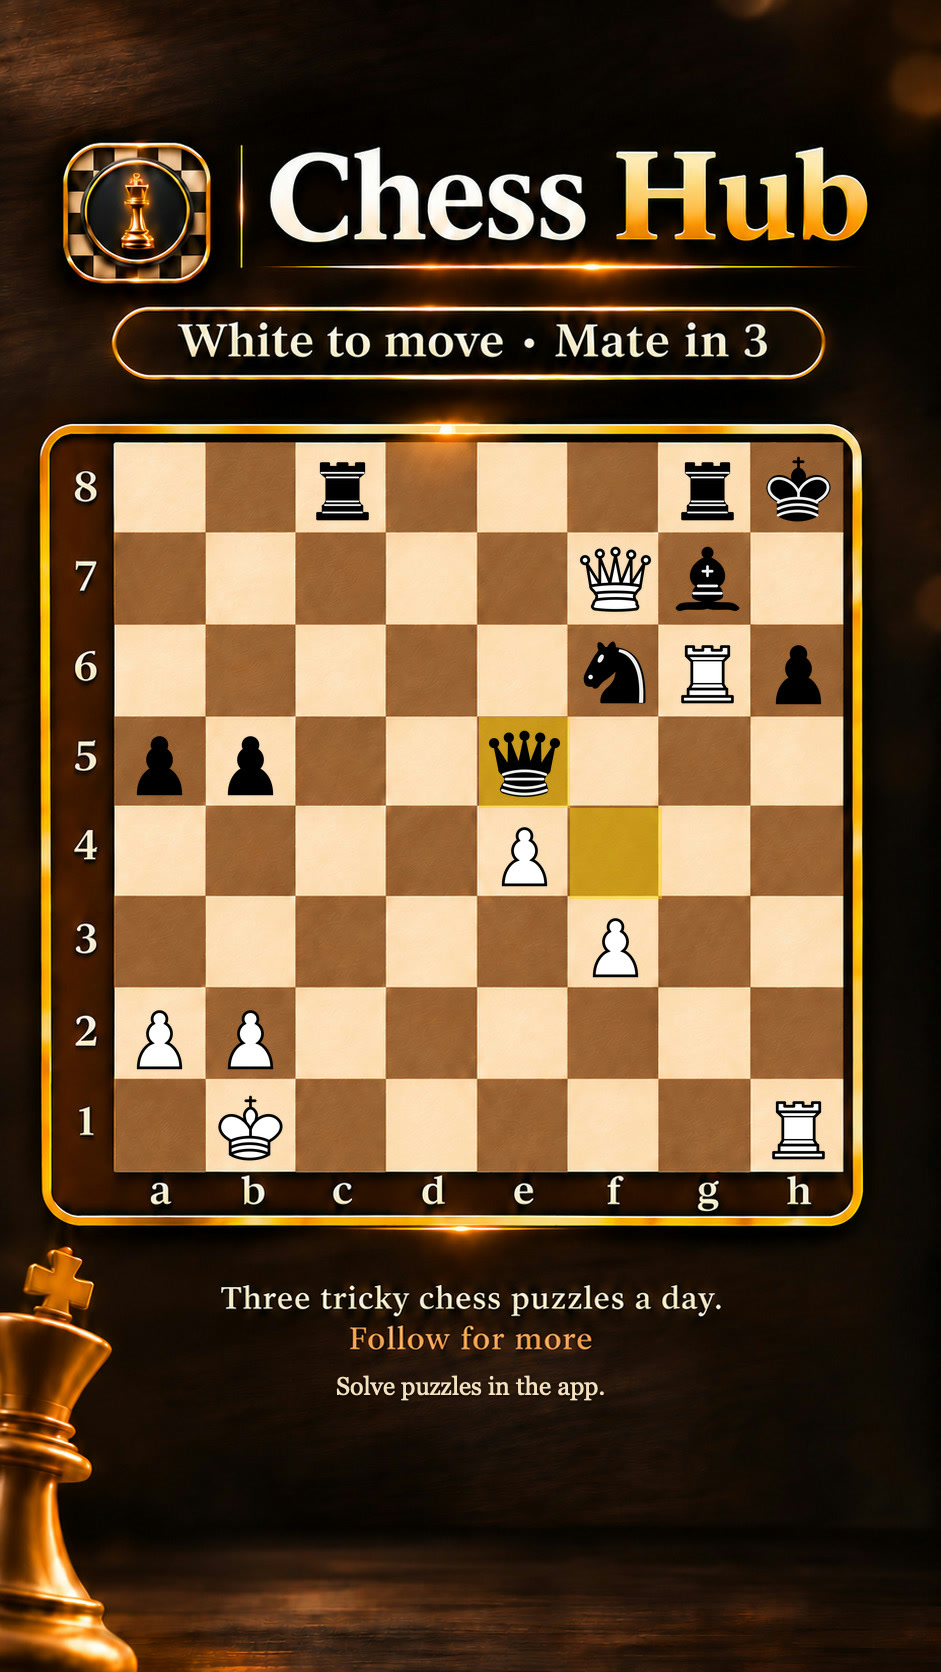 Chess Hub
White to move • Mate in 3
8
7
6
5
4
3
2
1
a b c d e f g h
Three tricky chess puzzles a day.
Follow for more
Solve puzzles in the app.